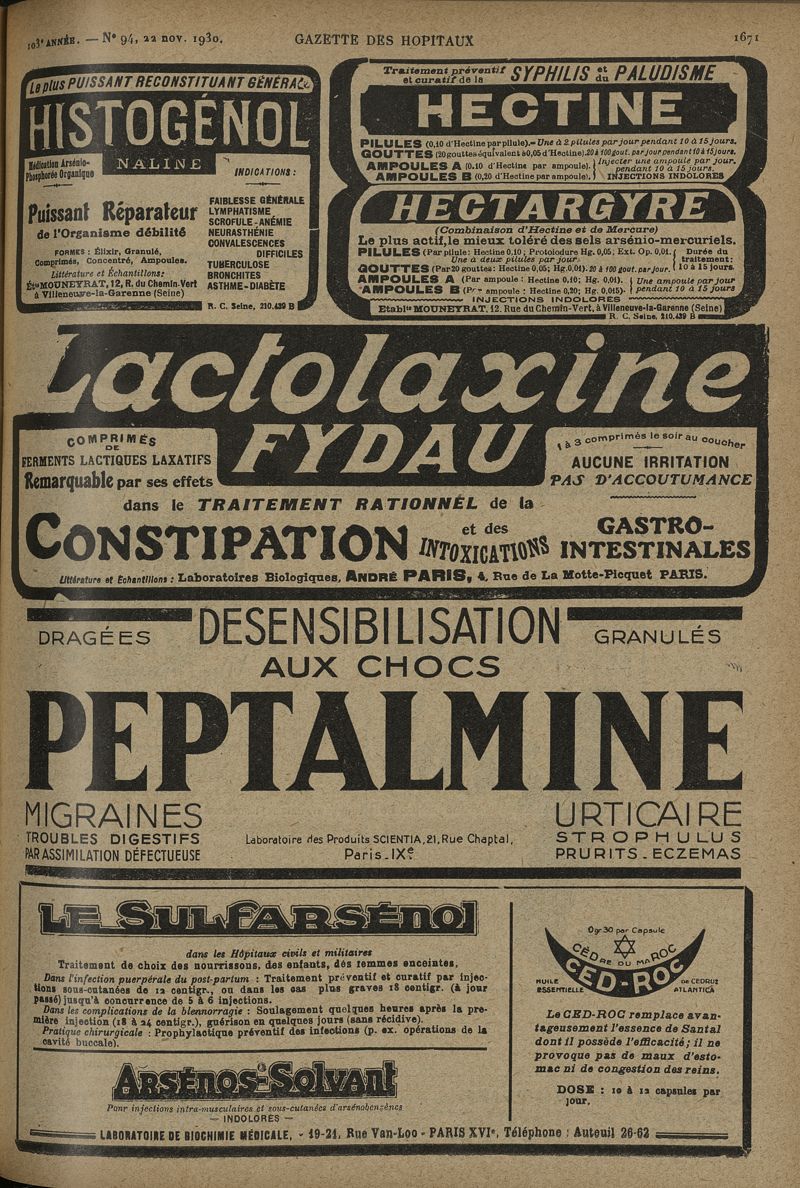 103e ANNÉE. — N° 94, 22 NOV. 1930.
GAZETTE DES HOPITAUX
1671
Le plus PUISSANT RECONSTITUANT GÉNÉRAL
HISTOGÉNOL
Médication Arsénio-
Phosphorée Organique
NALINE
Puissant Réparateur
de l'Organisme débilité
FORMES : Élixir, Granulé,
Comprimés, Concentré, Ampoules.
Littérature et Échantillons:
Éts MOUNEYRAT, 12, R. du Chemin-Vert
à Villeneuve-la-Garenne (Seine)
INDICATIONS :
FAIBLESSE GÉNÉRALE
LYMPHATISME
SCROFULE - ANÉMIE
NEURASTHÉNIE
CONVALESCENCES
DIFFICILES
TUBERCULOSE
BRONCHITES
ASTHME - DIABÈTE
R. C. Seine, 210.439 B
Traitement préventif et curatif de la SYPHILIS et du PALUDISME
HECTINE
PILULES (0,10 d'Hectine par pilule).- Une à 2 pilules par jour pendant 10 à 15 jours.
GOUTTES (20 gouttes équivalent à 0,05 d'Hectine). 20 à 100 gout. par jour pendant 10 à 15 jours.
AMPOULES A (0.10 d'Hectine par ampoule). Injecter une ampoule par jour.
pendant 10 à 15 jours.
AMPOULES B (0,20 d'Hectine par ampoule). INJECTIONS INDOLORES
HECTARGYRE
(Combinaison d'Hectine et de Mercure)
Le plus actif, le mieux toléré des sels arsénio-mercuriels.
PILULES (Par pilule: Hectine 0,10; Protoiodure Hg. 0,05; Ext. Op. 0,01.
Une à deux pilules par jour.
GOUTTES (Par 20 gouttes: Hectine 0,05; Hg. 0,01). 20 à 100 gout. par jour.
Durée du
traitement:
10 à 15 jours.
AMPOULES A (Par ampoule : Hectine 0,10; Hg. 0,01).
AMPOULES B (Par ampoule : Hectine 0,20; Hg. 0,015).
Une ampoule par jour
pendant 10 à 15 jours
INJECTIONS INDOLORES
Etablts MOUNEYRAT, 12, Rue du Chemin-Vert, à Villeneuve-la-Garenne (Seine)
R. C. Seine, 210.439 B
Lactolaxine
FYDAU
COMPRIMÉS
DE
FERMENTS LACTIQUES LAXATIFS
Remarquable par ses effets
1 à 3 comprimés le soir au coucher
AUCUNE IRRITATION
PAS D'ACCOUTUMANCE
dans le TRAITEMENT RATIONNEL de la
CONSTIPATION et des INTOXICATIONS GASTRO-
INTESTINALES
Littérature et Echantillons : Laboratoires Biologiques, ANDRÉ PARIS, 4, Rue de La Motte-Picquet PARIS.
DRAGÉES
DESENSIBILISATION
GRANULÉS
AUX CHOCS
PEPTALMINE
MIGRAINES
TROUBLES DIGESTIFS
PAR ASSIMILATION DÉFECTUEUSE
Laboratoire des Produits SCIENTIA, 21, Rue Chaptal,
Paris_IXe
URTICAIRE
STROPHULUS
PRURITS_ECZEMAS
LE SULFARSÉNOL
dans les Hôpitaux civils et militaires
Traitement de choix des nourrissons, des enfants, des femmes enceintes,
Dans l'infection puerpérale du post-partum : Traitement préventif et curatif par injec-
tions sous-cutanées de 12 centigr., ou dans les cas plus graves 18 centigr. (à jour
passé) jusqu'à concurrence de 5 à 6 injections.
Dans les complications de la blennorragie : Soulagement quelques heures après la pre-
mière injection (18 à 24 centigr.), guérison en quelques jours (sans récidive).
Pratique chirurgicale : Prophylactique préventif des infections (p. ex. opérations de la
cavité buccale).
ARSÉNOS-SOLVANT
Pour injections intra-musculaires et sous-cutanées d'arsénobenzènes
— INDOLORES —
0gr30 par Capsule
CÈDRE DU MAROC
CED-ROC
HUILE
ESSENTIELLE
de CEDRUS
ATLANTICA
Le CED-ROC remplace avan-
tageusement l'essence de Santal
dont il possède l'efficacité; il ne
provoque pas de maux d'esto-
mac ni de congestion des reins.
DOSE : 10 à 12 capsules par
jour.
LABORATOIRE DE BIOCHIMIE MÉDICALE, - 19-21, Rue Van-Loo - PARIS XVIe, Téléphone : Auteuil 26-62